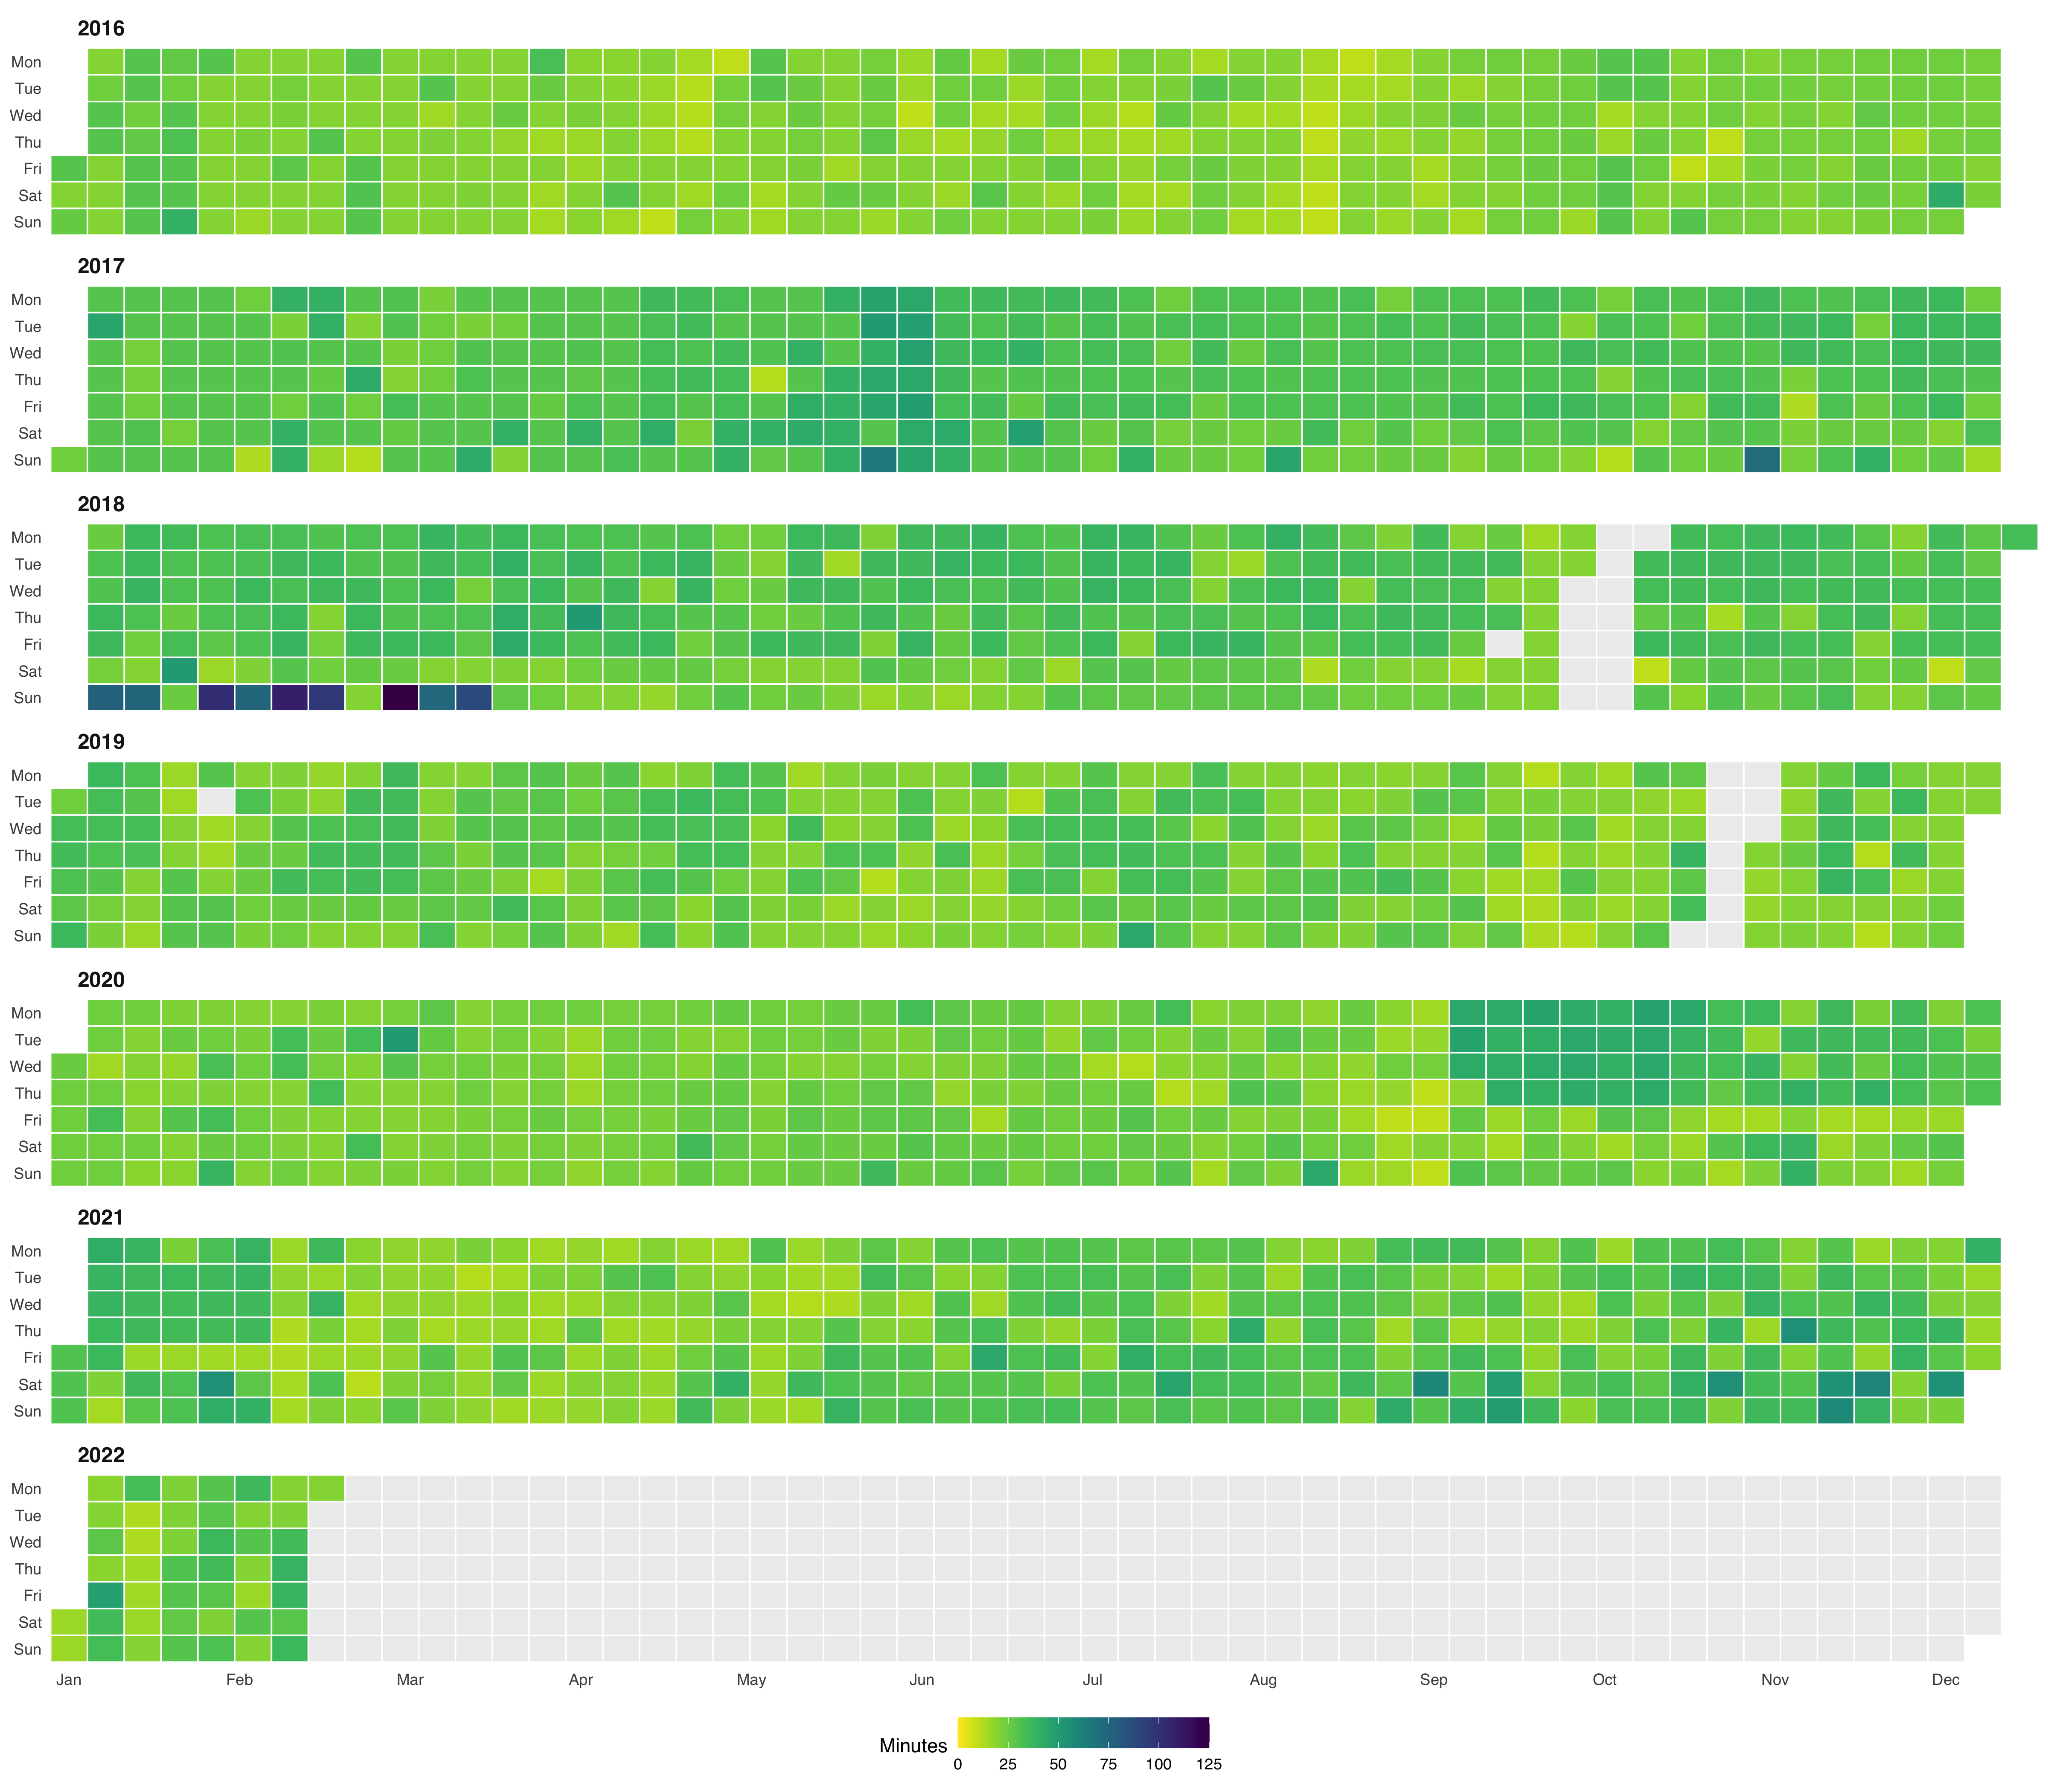 2016
Mon
Tue
Wed
Thu
Fri
Sat
Sun
2017
Mon
Tue
Wed
Thu
Fri
Sat
Sun
2018
Mon
Tue
Wed
Thu
Fri
Sat
Sun
2019
Mon
Tue
Wed
Thu
Fri
Sat
Sun
2020
Mon
Tue
Wed
Thu
Fri
Sat
Sun
2021
Mon
Tue
Wed
Thu
Fri
Sat
Sun
2022
Mon
Tue
Wed
Thu
Fri
Sat
Sun
Jan Feb Mar Apr May Jun Jul Aug Sep Oct Nov Dec
Minutes
0 25 50 75 100 125